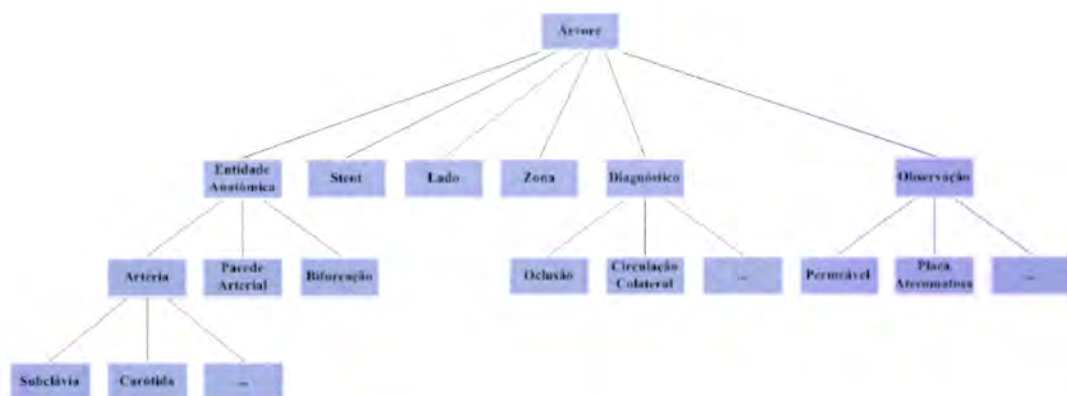 Árvore
Entidade
Anatómica
Stent
Lado
Zona
Diagnóstico
Observação
Arteria
Parede
Arterial
Bifurcação
Oclusão
Circulação
Colateral
...
Permeável
Placa
Ateromatosa
...
Subclávia
Carótida
...